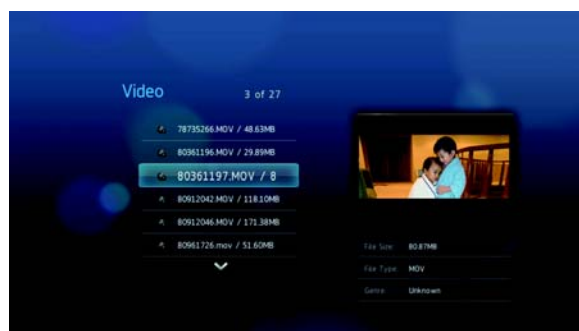 Video 3 of 27
78735266.MOV / 48.63MB
80361196.MOV / 29.89MB
80361197.MOV / 8
80912042.MOV / 118.10MB
80912046.MOV / 171.38MB
80961726.mov / 51.60MB
File Size: 80.87MB
File Type: MOV
Genre: Unknown